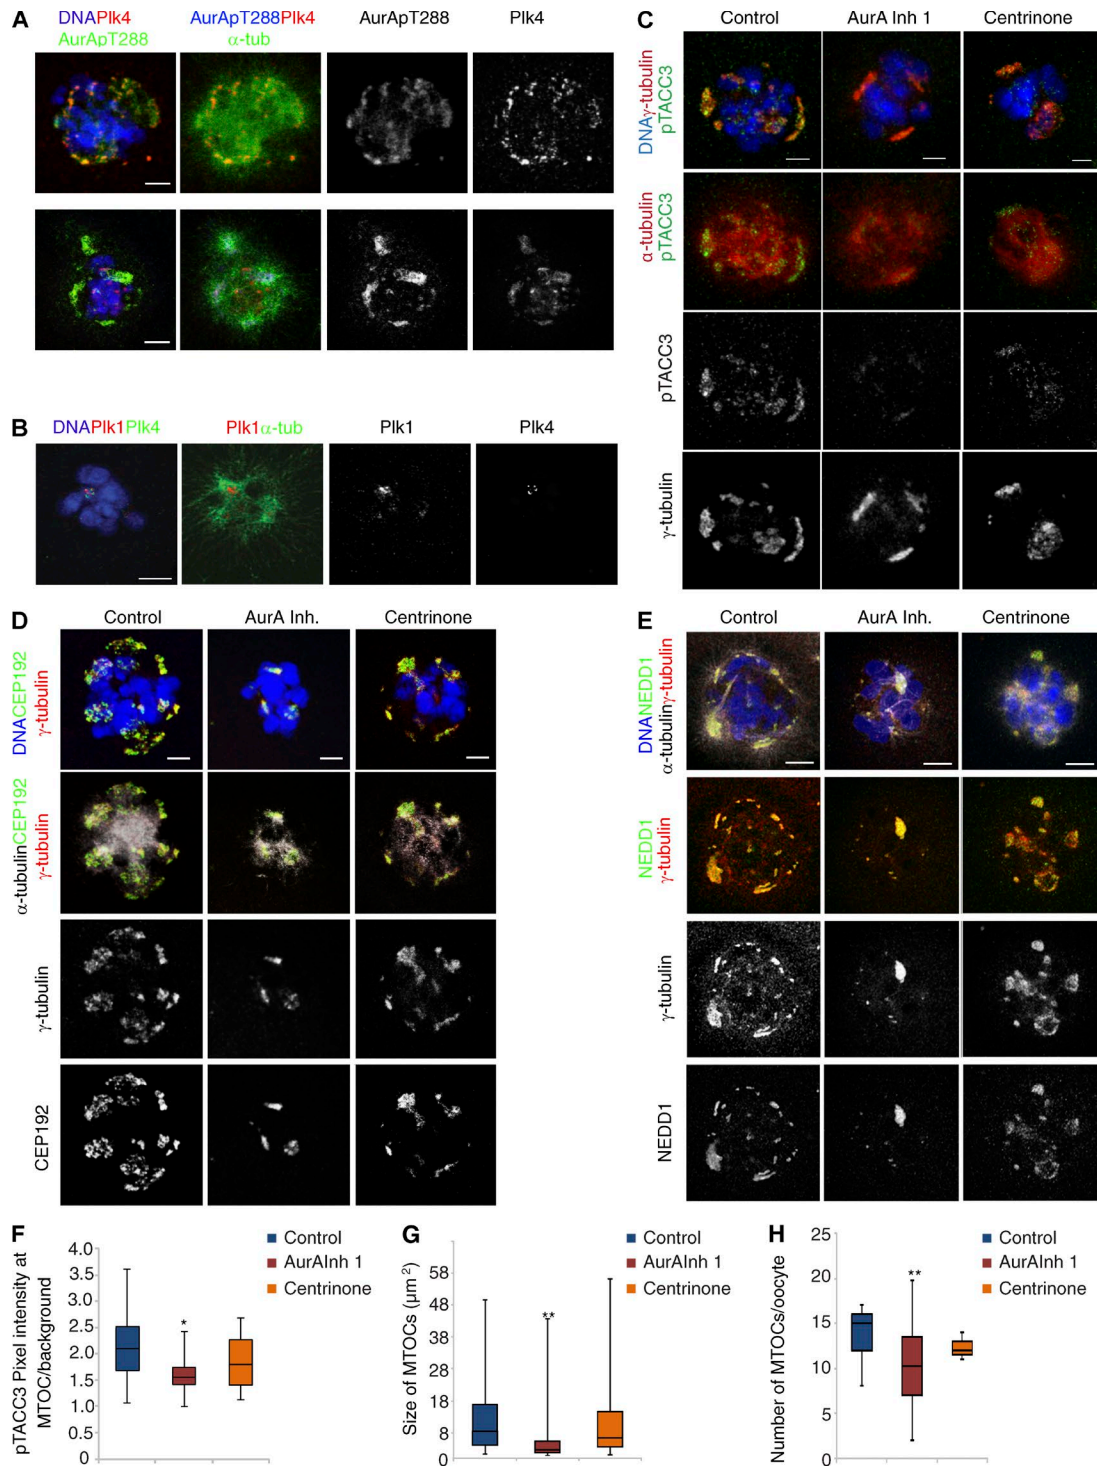 A
DNAPlk4
AurApT288
AurApT288Plk4
α-tub
AurApT288
Plk4
B
DNAPlk1Plk4
Plk1α-tub
Plk1
Plk4
C
Control
AurA Inh 1
Centrinone
DNAγ-tubulin
pTACC3
α-tubulin
pTACC3
pTACC3
γ-tubulin
D
Control
AurA Inh.
Centrinone
DNACEP192
γ-tubulin
α-tubulinCEP192
γ-tubulin
γ-tubulin
CEP192
E
Control
AurA Inh.
Centrinone
DNANEDD1
α-tubulinγ-tubulin
NEDD1
γ-tubulin
γ-tubulin
NEDD1
F
pTACC3 Pixel intensity at
MTOC/background
4.0
3.5
3.0
2.5
2.0
1.5
1.0
0.5
0
*
Control
AurAInh 1
Centrinone
G
Size of MTOCs (µm²)
58
48
38
28
18
8
0
**
Control
AurAInh 1
Centrinone
H
Number of MTOCs/oocyte
25
20
15
10
5
0
**
Control
AurAInh 1
Centrinone